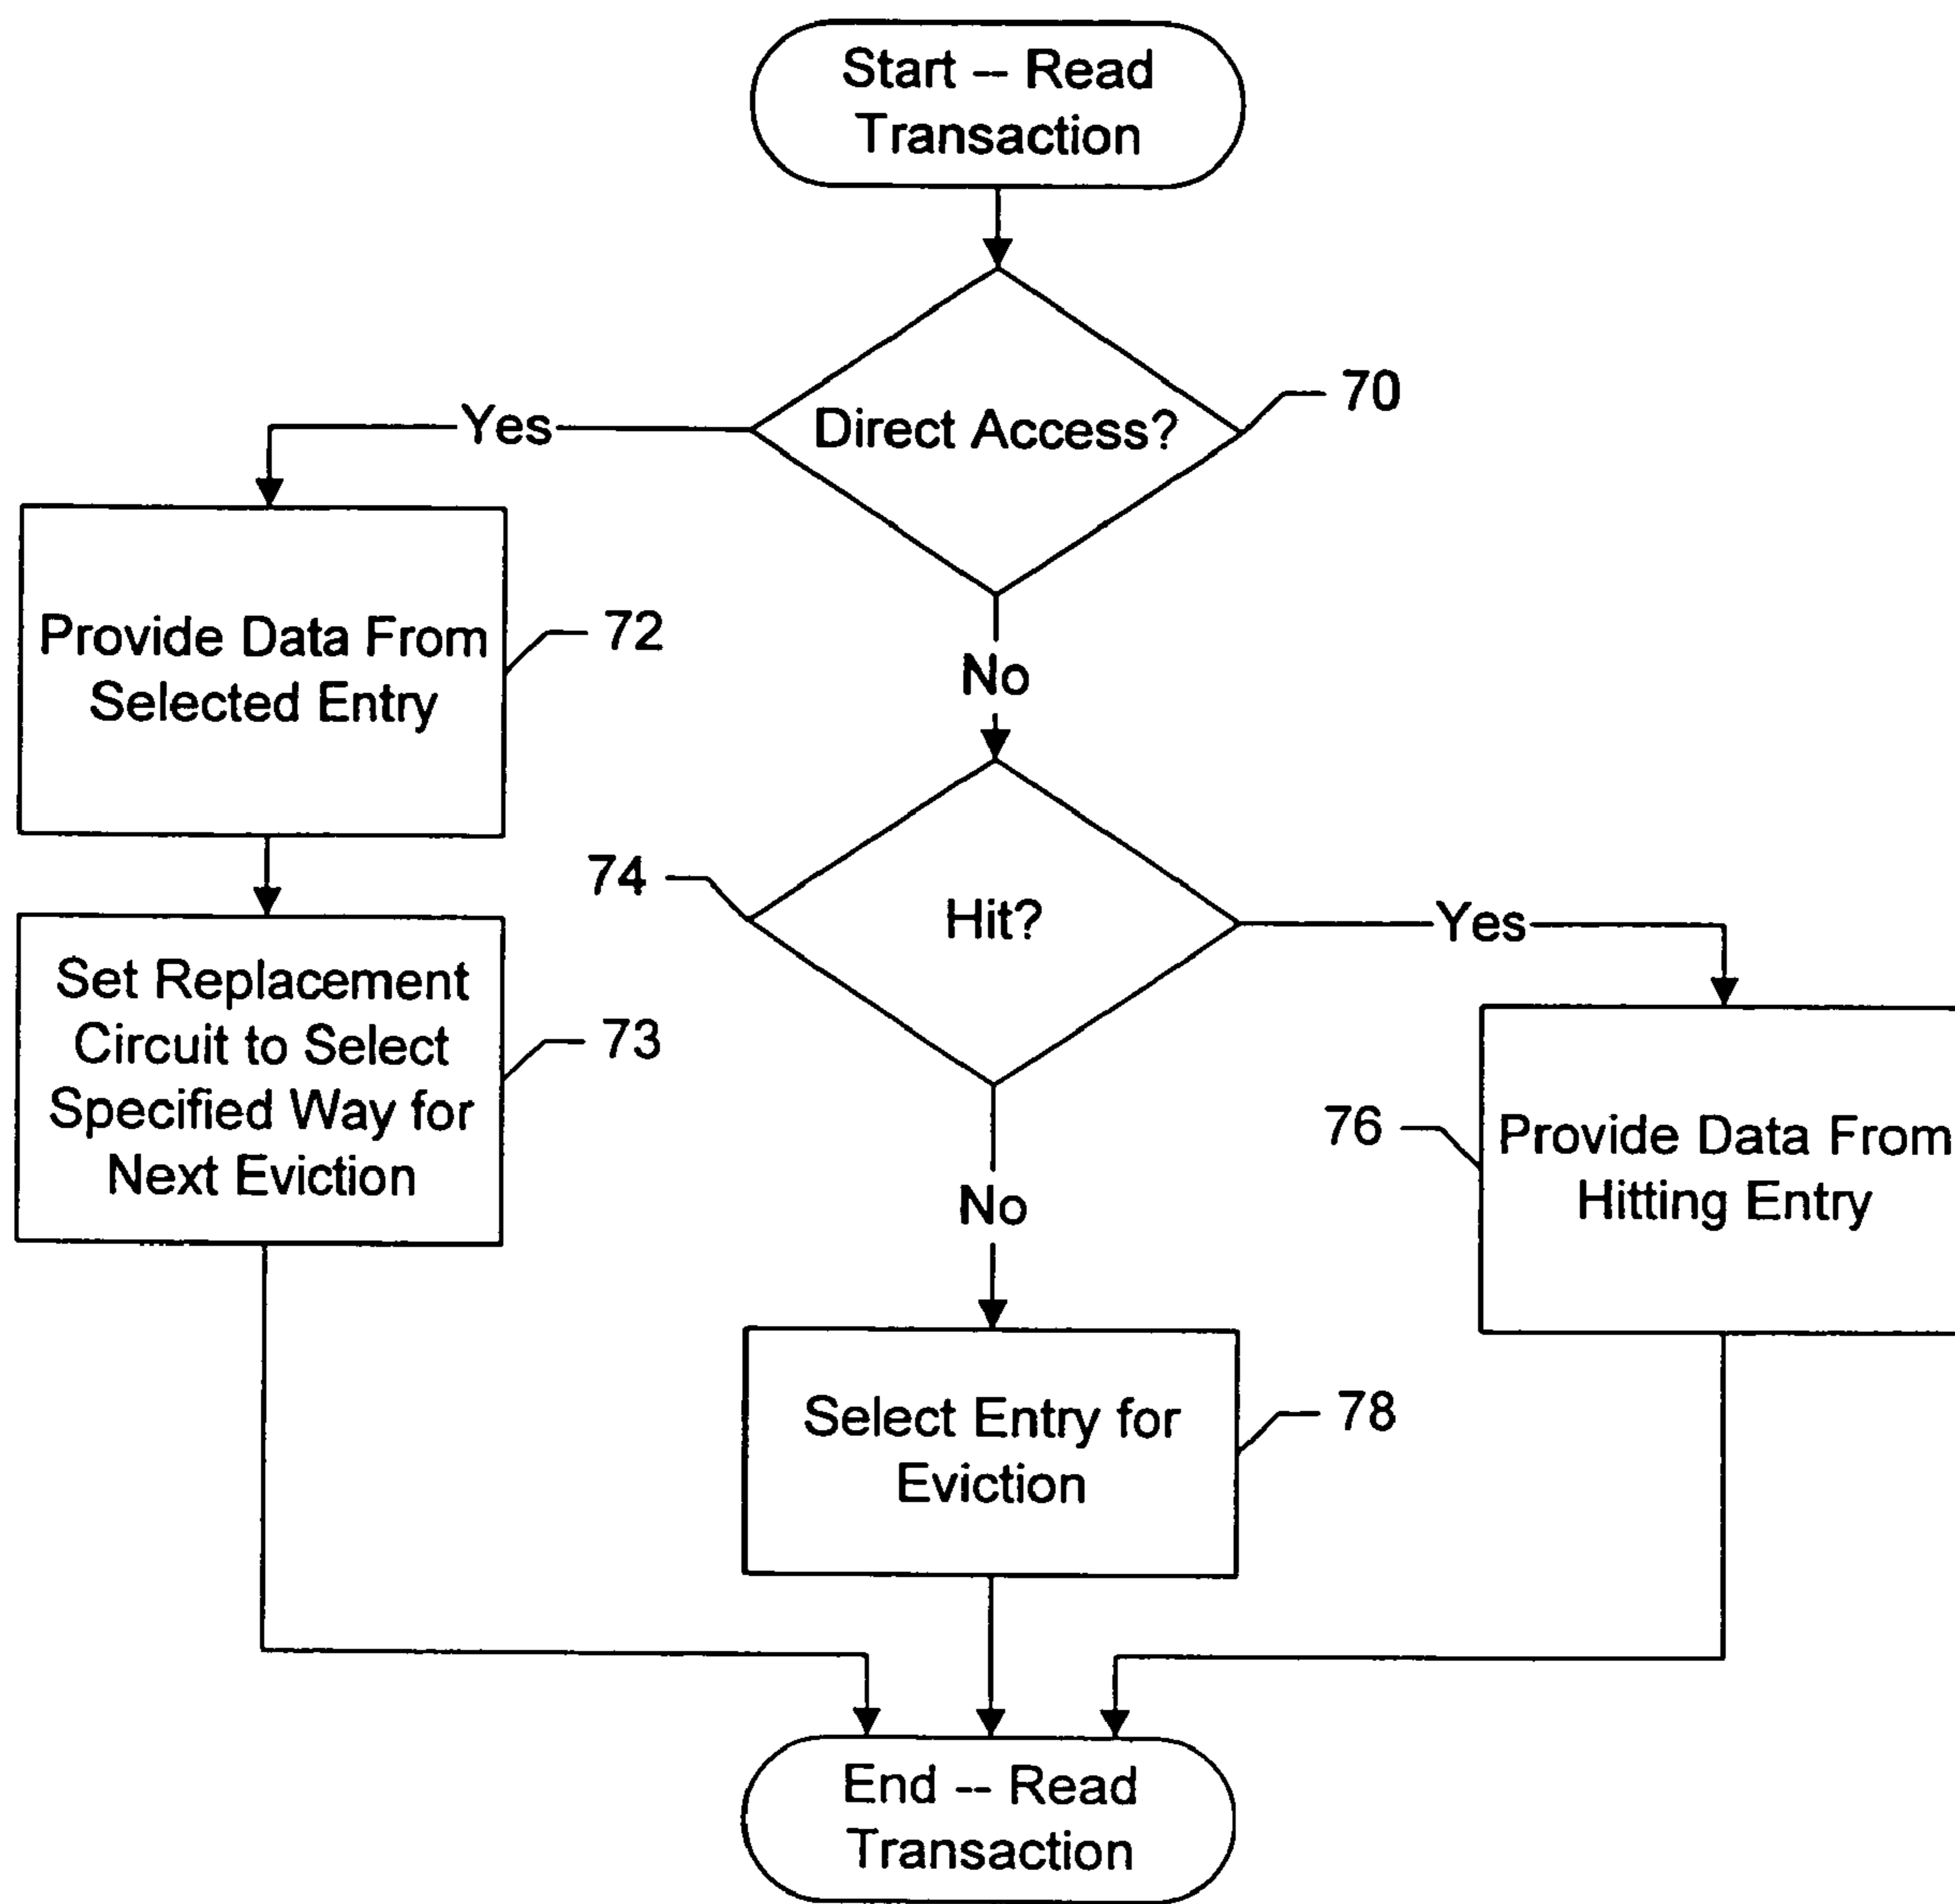 Start -- Read
Transaction
Direct Access?
70
Yes
No
Provide Data From
Selected Entry
72
Set Replacement
Circuit to Select
Specified Way for
Next Eviction
73
Hit?
74
Yes
No
Provide Data From
Hitting Entry
76
Select Entry for
Eviction
78
End -- Read
Transaction